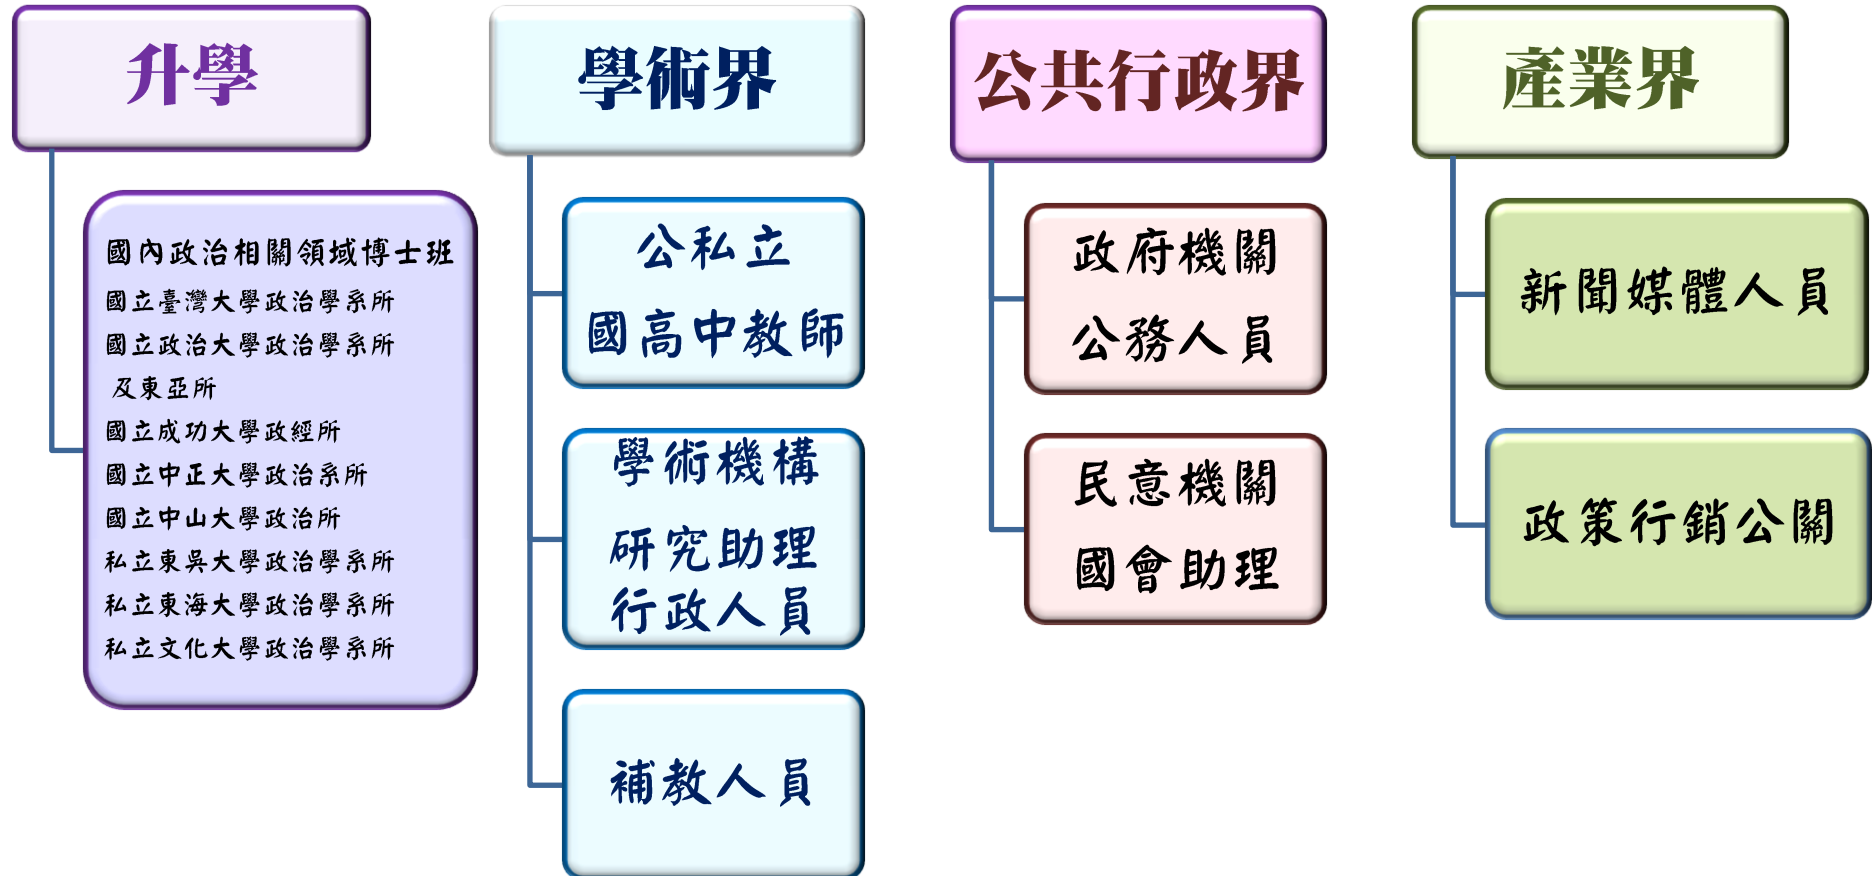 升學
國內政治相關領域博士班
國立臺灣大學政治學系所
國立政治大學政治學系所
及東亞所
國立成功大學政經所
國立中正大學政治系所
國立中山大學政治所
私立東吳大學政治學系所
私立東海大學政治學系所
私立文化大學政治學系所
學術界
公私立
國高中教師
學術機構
研究助理
行政人員
補教人員
公共行政界
政府機關
公務人員
民意機關
國會助理
產業界
新聞媒體人員
政策行銷公關